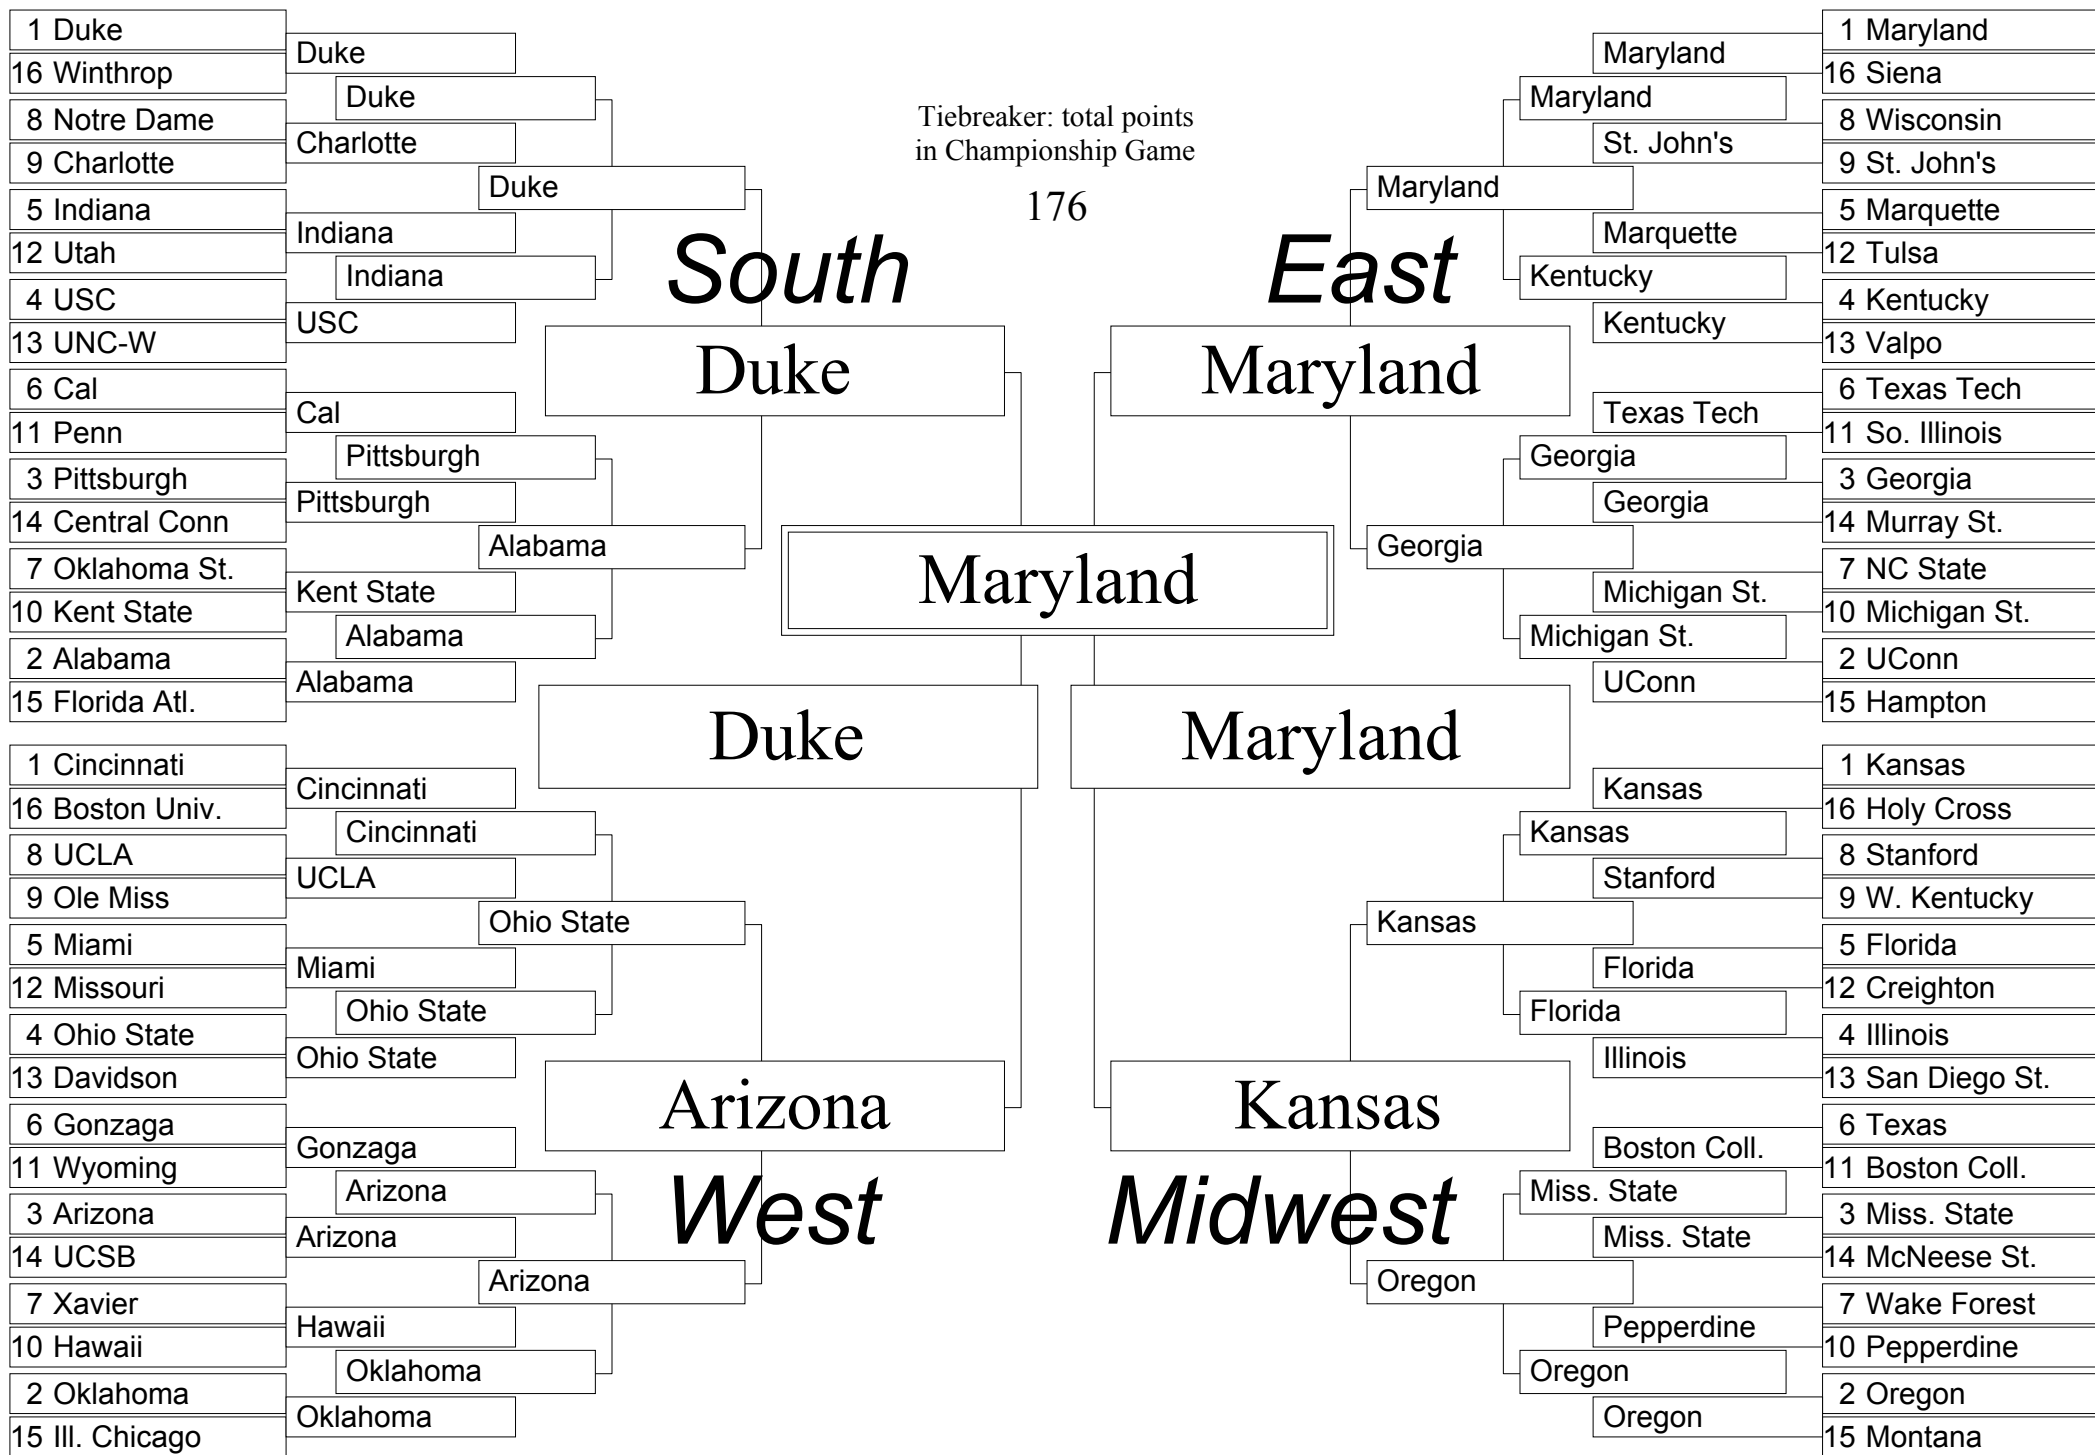 1 Duke
16 Winthrop
8 Notre Dame
9 Charlotte
5 Indiana
12 Utah
4 USC
13 UNC-W
6 Cal
11 Penn
3 Pittsburgh
14 Central Conn
7 Oklahoma St.
10 Kent State
2 Alabama
15 Florida Atl.
1 Cincinnati
16 Boston Univ.
8 UCLA
9 Ole Miss
5 Miami
12 Missouri
4 Ohio State
13 Davidson
6 Gonzaga
11 Wyoming
3 Arizona
14 UCSB
7 Xavier
10 Hawaii
2 Oklahoma
15 Ill. Chicago
Duke
Charlotte
Indiana
USC
Cal
Pittsburgh
Kent State
Alabama
Cincinnati
UCLA
Miami
Ohio State
Gonzaga
Arizona
Hawaii
Oklahoma
Duke
Indiana
Pittsburgh
Alabama
Cincinnati
Ohio State
Arizona
Oklahoma
Duke
Alabama
Ohio State
Arizona
South
Duke
Duke
Arizona
West
Tiebreaker: total points
in Championship Game
176
Maryland
East
Maryland
Maryland
Kansas
Midwest
Maryland
Georgia
Kansas
Oregon
Maryland
Kentucky
Georgia
Michigan St.
Kansas
Florida
Miss. State
Oregon
Maryland
St. John's
Marquette
Kentucky
Texas Tech
Georgia
Michigan St.
UConn
Kansas
Stanford
Florida
Illinois
Boston Coll.
Miss. State
Pepperdine
Oregon
1 Maryland
16 Siena
8 Wisconsin
9 St. John's
5 Marquette
12 Tulsa
4 Kentucky
13 Valpo
6 Texas Tech
11 So. Illinois
3 Georgia
14 Murray St.
7 NC State
10 Michigan St.
2 UConn
15 Hampton
1 Kansas
16 Holy Cross
8 Stanford
9 W. Kentucky
5 Florida
12 Creighton
4 Illinois
13 San Diego St.
6 Texas
11 Boston Coll.
3 Miss. State
14 McNeese St.
7 Wake Forest
10 Pepperdine
2 Oregon
15 Montana